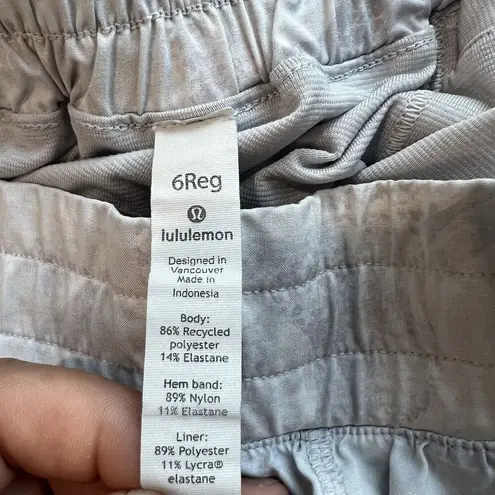 6Reg
lululemon
Designed in
Vancouver
Made in
Indonesia
Body:
86% Recycled
polyester
14% Elastane
Hem band:
89% Nylon
11% Elastane
Liner:
89% Polyester
11% Lycra®
elastane